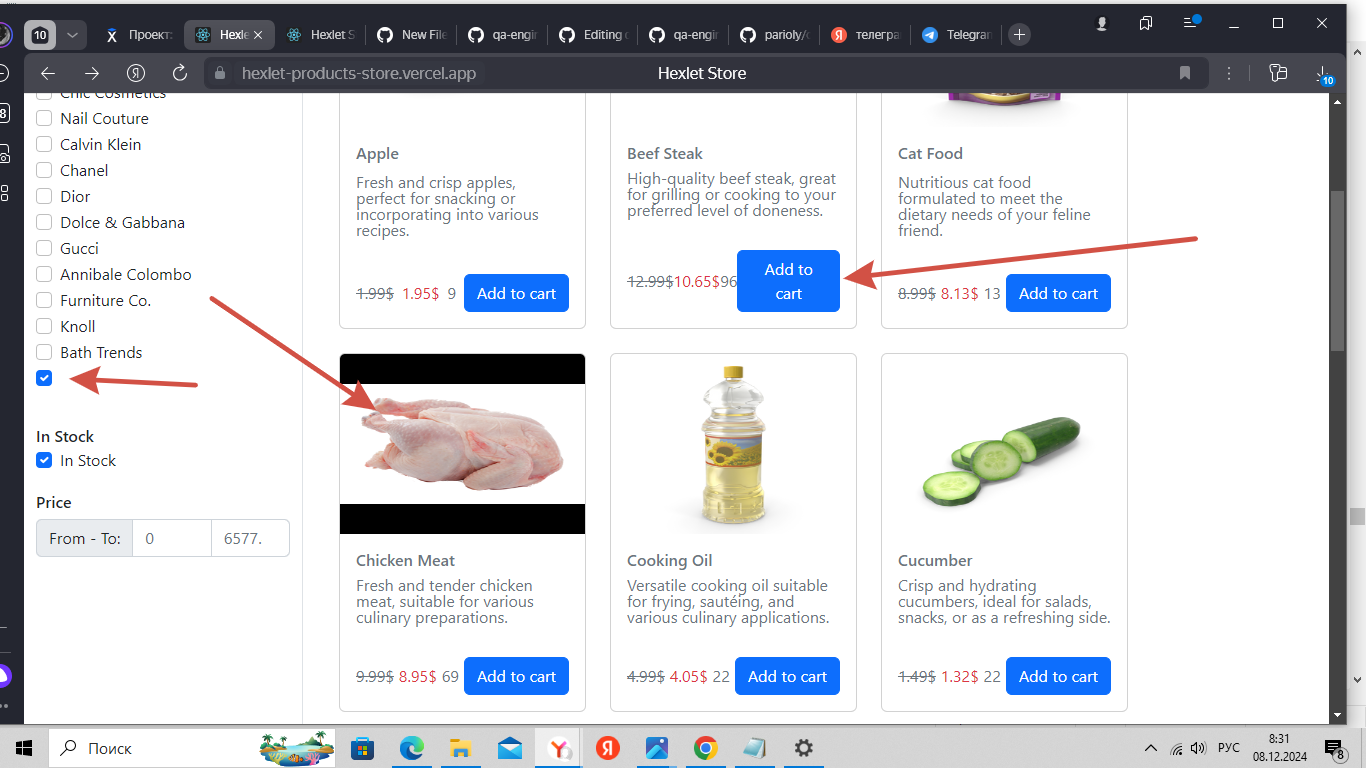 10
Проект:
Hexle
Hexlet S
New File
qa-engir
Editing c
qa-engir
parioly/c
телегра
Telegran
hexlet-products-store.vercel.app
Hexlet Store
10
8
Chic Cosmetics
Nail Couture
Calvin Klein
Chanel
Dior
Dolce & Gabbana
Gucci
Annibale Colombo
Furniture Co.
Knoll
Bath Trends
In Stock
In Stock
Price
From - To:
0
6577.
Apple
Fresh and crisp apples,
perfect for snacking or
incorporating into various
recipes.
1.99$ 1.95$ 9
Add to cart
Beef Steak
High-quality beef steak, great
for grilling or cooking to your
preferred level of doneness.
12.99$10.65$96
Add to
cart
Cat Food
Nutritious cat food
formulated to meet the
dietary needs of your feline
friend.
8.99$ 8.13$ 13
Add to cart
Chicken Meat
Fresh and tender chicken
meat, suitable for various
culinary preparations.
9.99$ 8.95$ 69
Add to cart
Cooking Oil
Versatile cooking oil suitable
for frying, sautéing, and
various culinary applications.
4.99$ 4.05$ 22
Add to cart
Cucumber
Crisp and hydrating
cucumbers, ideal for salads,
snacks, or as a refreshing side.
1.49$ 1.32$ 22
Add to cart
Поиск
РУС
8:31
08.12.2024
8